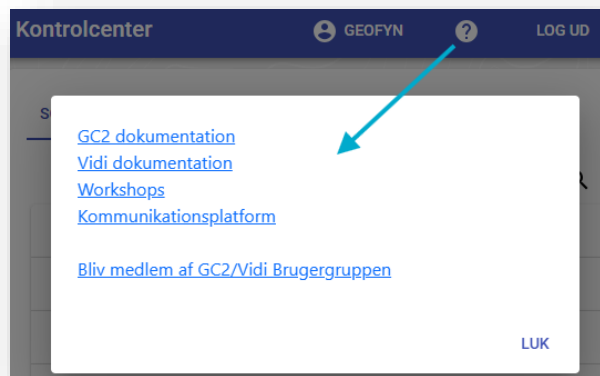 Kontrolcenter GEOFYN ? LOG UD
GC2 dokumentation
Vidi dokumentation
Workshops
Kommunikationsplatform
Bliv medlem af GC2/Vidi Brugergruppen
LUK